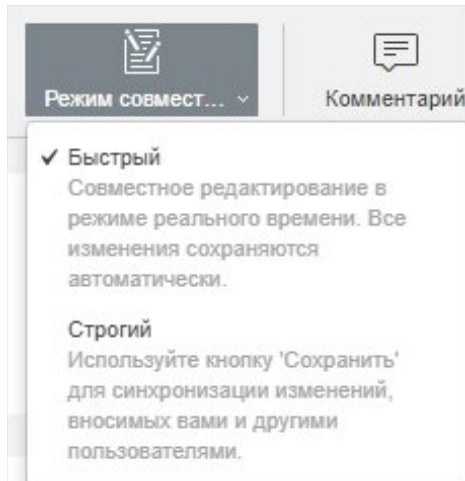 Режим совмест...
Комментарий
Быстрый
Совместное редактирование в
режиме реального времени. Все
изменения сохраняются
автоматически.
Строгий
Используйте кнопку 'Сохранить'
для синхронизации изменений,
вносимых вами и другими
пользователями.